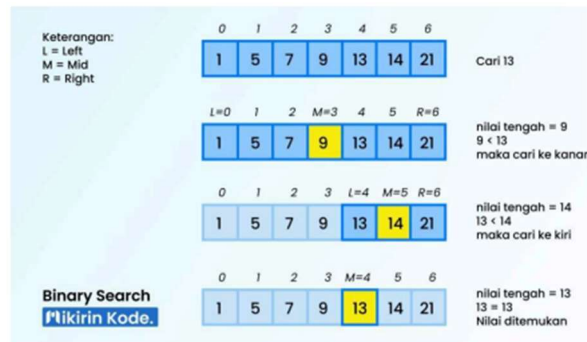 Keterangan:
L = Left
M = Mid
R = Right
0 1 2 3 4 5 6
1 5 7 9 13 14 21
Cari 13
L=0 1 2 M=3 4 5 R=6
1 5 7 9 13 14 21
nilai tengah = 9
9 < 13
maka cari ke kanan
0 1 2 3 L=4 M=5 R=6
1 5 7 9 13 14 21
nilai tengah = 14
13 < 14
maka cari ke kiri
0 1 2 3 M=4 5 6
1 5 7 9 13 14 21
nilai tengah = 13
13 = 13
Nilai ditemukan
Binary Search
Mikirin Kode.